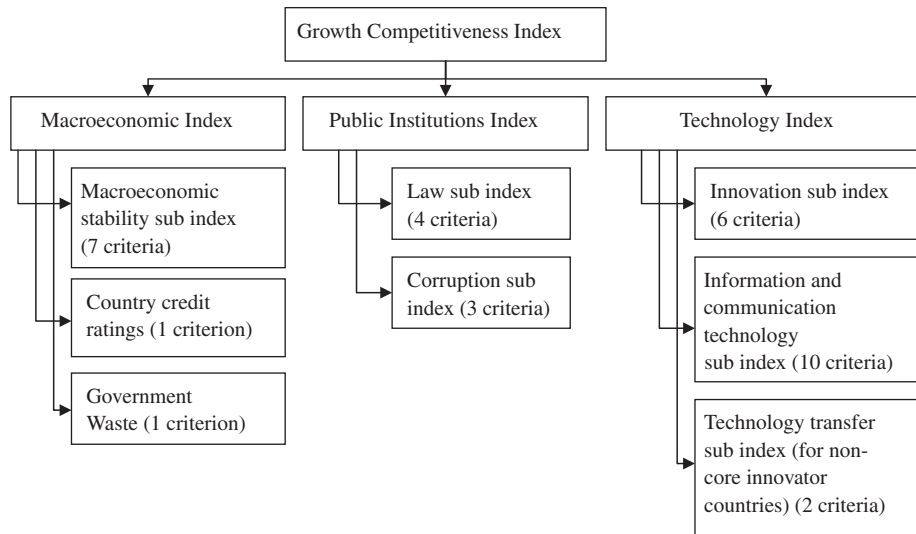 Growth Competitiveness Index
Macroeconomic Index
Public Institutions Index
Technology Index
Macroeconomic
stability sub index
(7 criteria)
Country credit
ratings (1 criterion)
Government
Waste (1 criterion)
Law sub index
(4 criteria)
Corruption sub
index (3 criteria)
Innovation sub index
(6 criteria)
Information and
communication
technology
sub index (10 criteria)
Technology transfer
sub index (for non-
core innovator
countries) (2 criteria)